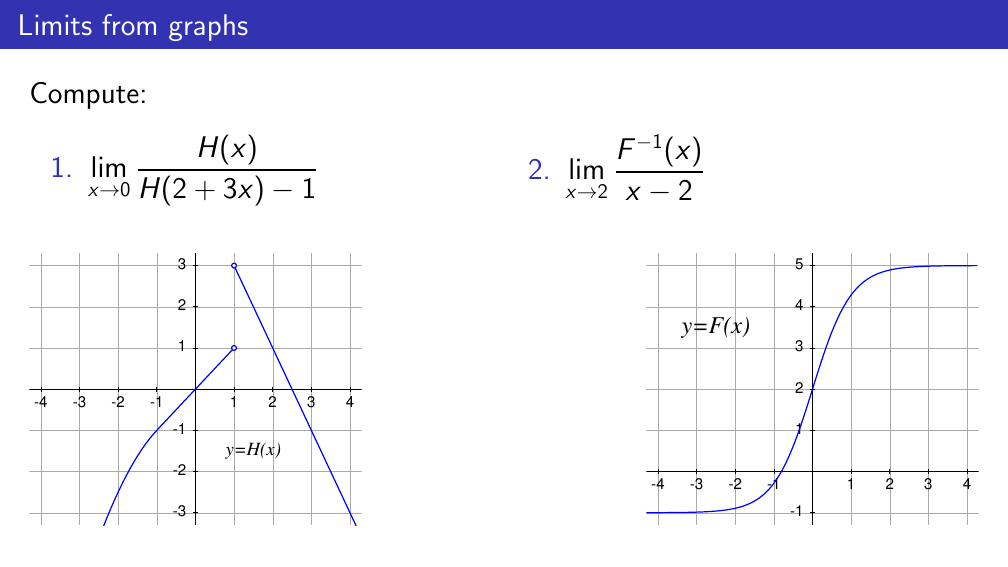 Limits from graphs
Compute:
1. lim x→0 H(x) / H(2 + 3x) − 1
2. lim x→2 F⁻¹(x) / x − 2
3
2
1
-4 -3 -2 -1 1 2 3 4
-1
y=H(x)
-2
-3
5
4
y=F(x)
3
2
1
-4 -3 -2 -1 1 2 3 4
-1